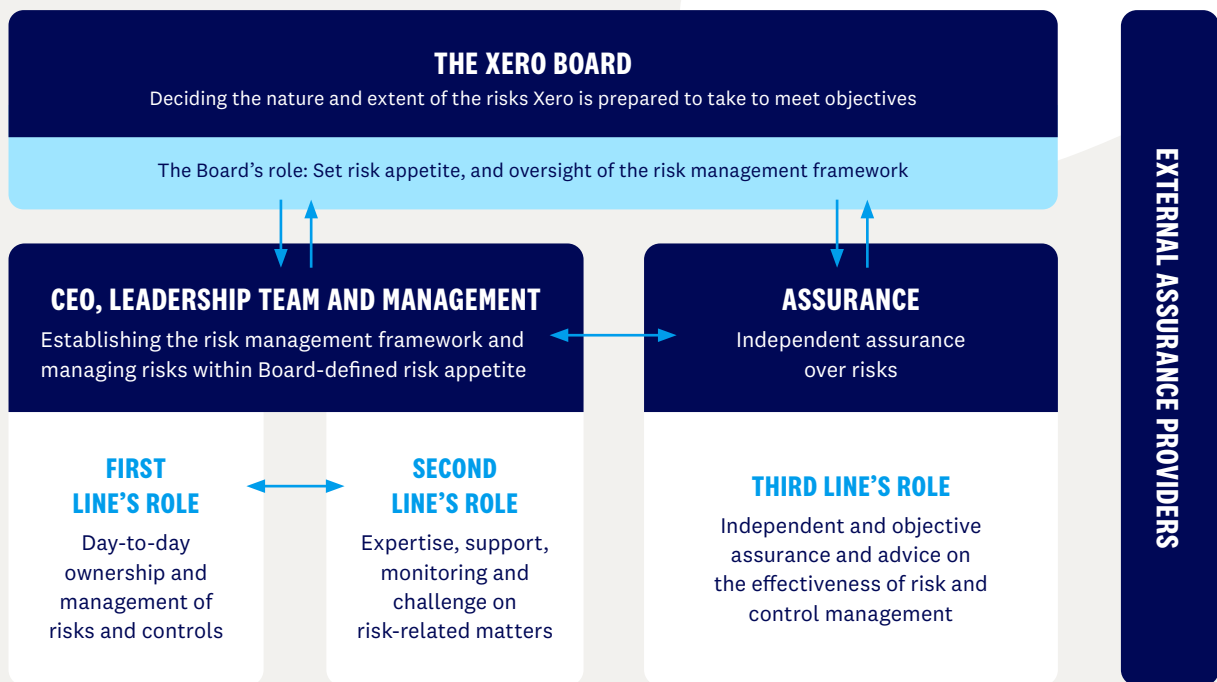 THE XERO BOARD
Deciding the nature and extent of the risks Xero is prepared to take to meet objectives
The Board’s role: Set risk appetite, and oversight of the risk management framework
CEO, LEADERSHIP TEAM AND MANAGEMENT
Establishing the risk management framework and
managing risks within Board-defined risk appetite
ASSURANCE
Independent assurance
over risks
FIRST
LINE’S ROLE
Day-to-day
ownership and
management of
risks and controls
SECOND
LINE’S ROLE
Expertise, support,
monitoring and
challenge on
risk-related matters
THIRD LINE’S ROLE
Independent and objective
assurance and advice on
the effectiveness of risk and
control management
EXTERNAL ASSURANCE PROVIDERS